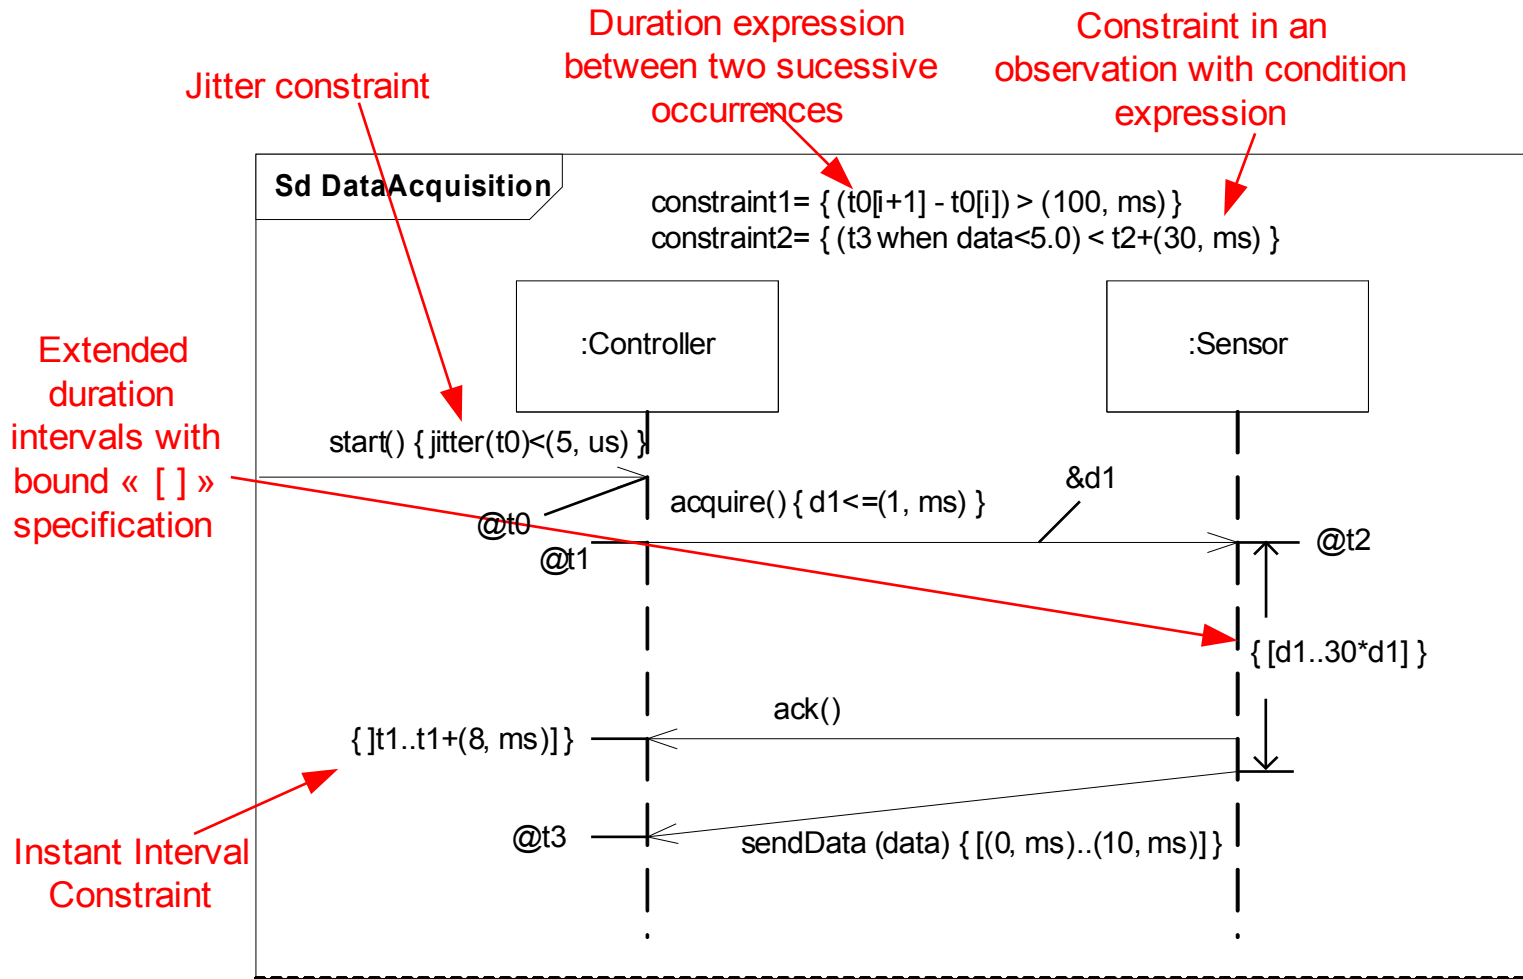 Duration expression
between two sucessive
occurrences
Constraint in an
observation with condition
expression
Jitter constraint
Sd DataAcquisition
constraint1= { (t0[i+1] - t0[i]) > (100, ms) }
constraint2= { (t3 when data<5.0) < t2+(30, ms) }
:Controller
:Sensor
Extended
duration
intervals with
bound « [ ] »
specification
start() { jitter(t0)<(5, us) }
&d1
acquire() { d1<=(1, ms) }
@t0
@t1
@t2
{ [d1..30*d1] }
ack()
{ ]t1..t1+(8, ms)] }
@t3
sendData (data) { [(0, ms)..(10, ms)] }
Instant Interval
Constraint